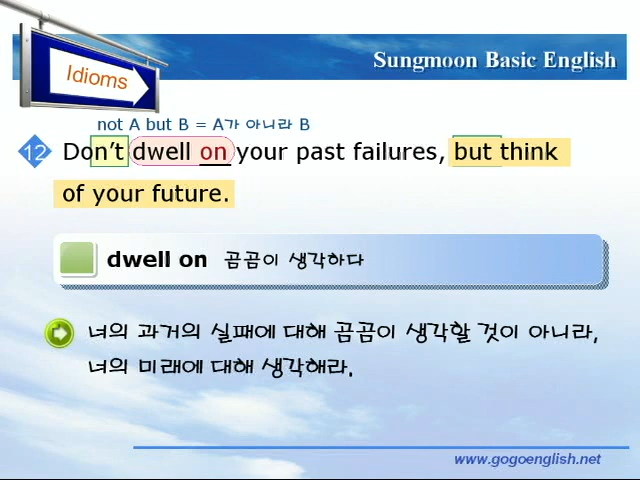 Idioms
Sungmoon Basic English
not A but B = A가 아니라 B
12 Don't dwell on your past failures, but think
of your future.
dwell on 곰곰이 생각하다
너의 과거의 실패에 대해 곰곰이 생각할 것이 아니라,
너의 미래에 대해 생각해라.
www.gogoenglish.net